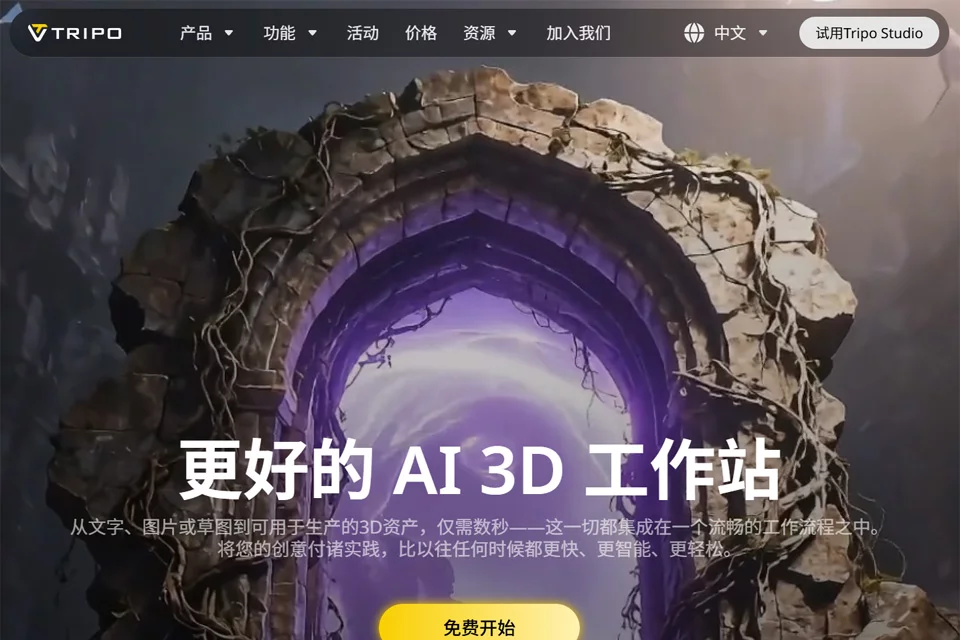 TRIPO 产品 功能 活动 价格 资源 加入我们 中文 试用Tripo Studio
更好的 AI 3D 工作站
从文字、图片或草图到可用于生产的3D资产，仅需数秒——这一切都集成在一个流畅的工作流程之中。
将您的创意付诸实践，比以往任何时候都更快、更智能、更轻松。
免费开始